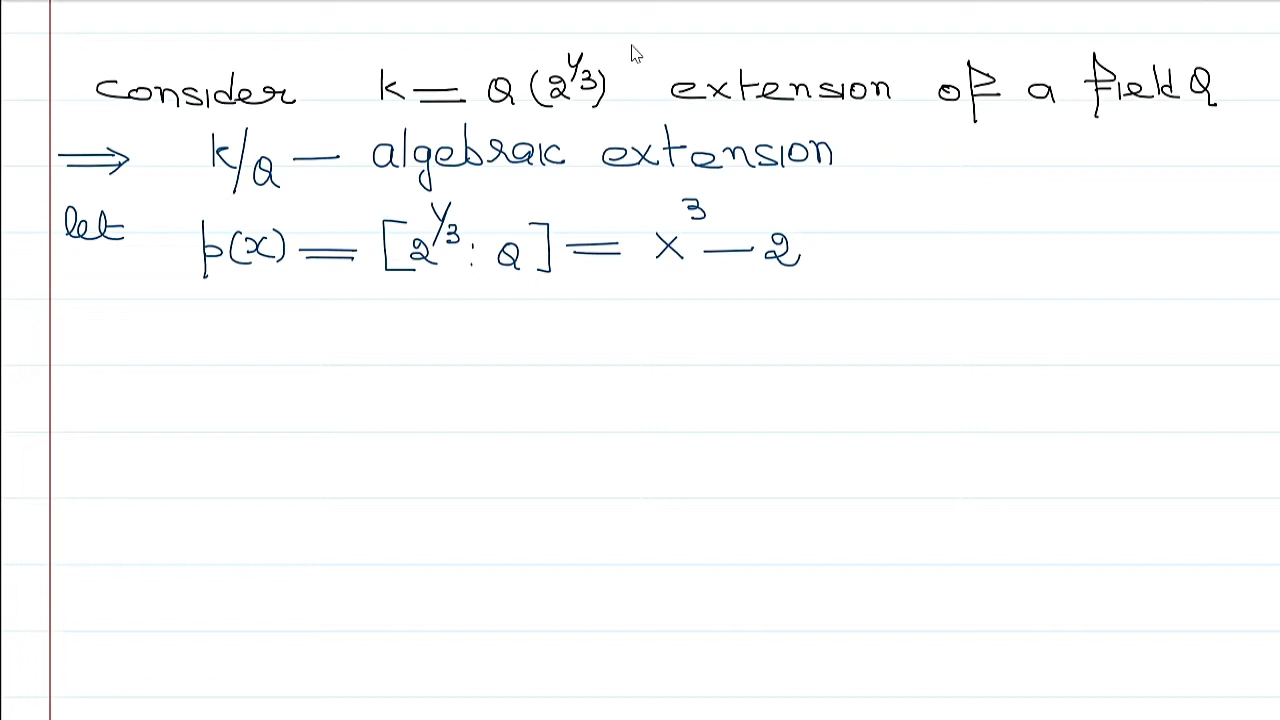 consider k = Q (2^1/3) extension of a field Q
⟹ k/Q — algebraic extension
let p(x) = [2^1/3 : Q] = x^3 — 2